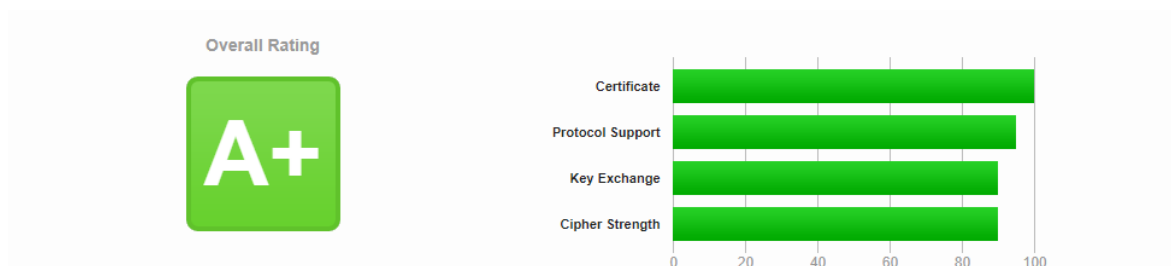 Overall Rating
A+
Certificate
Protocol Support
Key Exchange
Cipher Strength
0 20 40 60 80 100